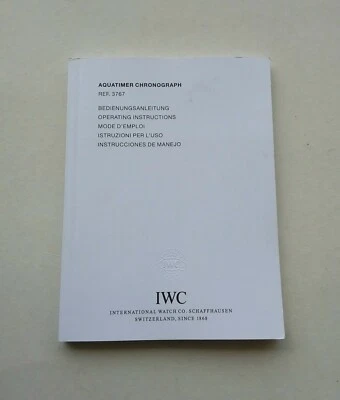 AQUATIMER CHRONOGRAPH
REF. 3767
BEDIENUNGSANLEITUNG
OPERATING INSTRUCTIONS
MODE D'EMPLOI
ISTRUZIONI PER L'USO
INSTRUCCIONES DE MANEJO
IWC
IWC
INTERNATIONAL WATCH CO. SCHAFFHAUSEN
SWITZERLAND, SINCE 1868